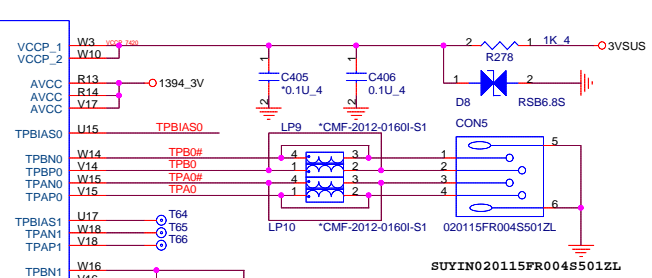 VCCP_1 W3 VCCP_7420 2 1 1K_4 3VSUS
VCCP_2 W10
R278
AVCC R13 1394_3V
AVCC R14
AVCC V17
C405
*0.1U_4
1
2
C406
0.1U_4
1
2
1 2
D8 RSB6.8S
TPBIAS0 U15 TPBIAS0
LP9 *CMF-2012-0160I-S1
CON5
TPBN0 W14 TPB0# 4 3 1
TPBP0 V14 TPB0 1 2 2
TPAN0 W15 TPA0# 4 3 3
TPAP0 V15 TPA0 1 2 4
5
6
LP10 *CMF-2012-0160I-S1
020115FR004S501ZL
TPBIAS1 U17 T64
TPAN1 W18 T65
TPAP1 V18 T66
SUYIN020115FR004S501ZL
TPBN1 W16